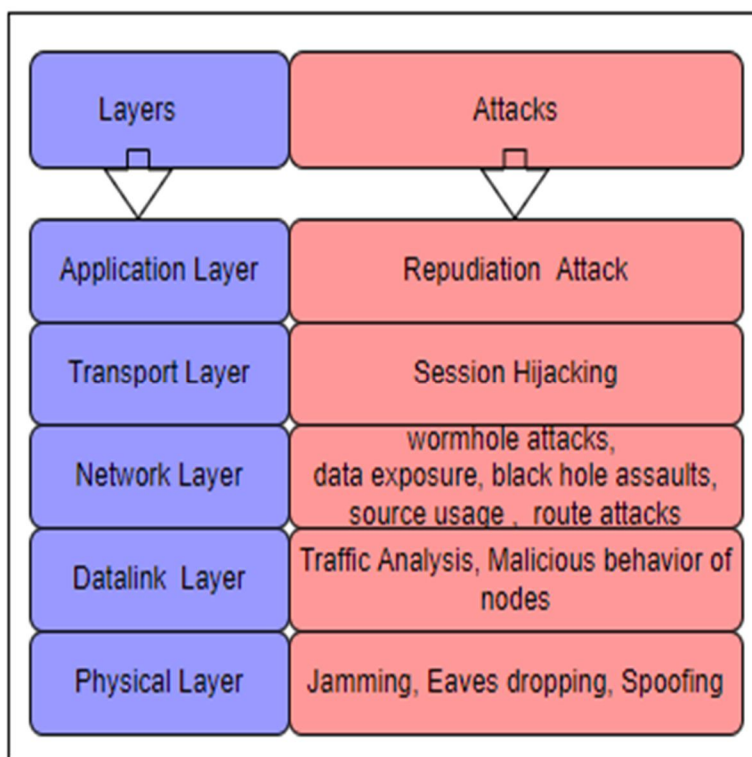 Layers
Attacks
Application Layer
Repudiation Attack
Transport Layer
Session Hijacking
Network Layer
wormhole attacks,
data exposure, black hole assaults,
source usage , route attacks
Datalink Layer
Traffic Analysis, Malicious behavior of
nodes
Physical Layer
Jamming, Eaves dropping, Spoofing